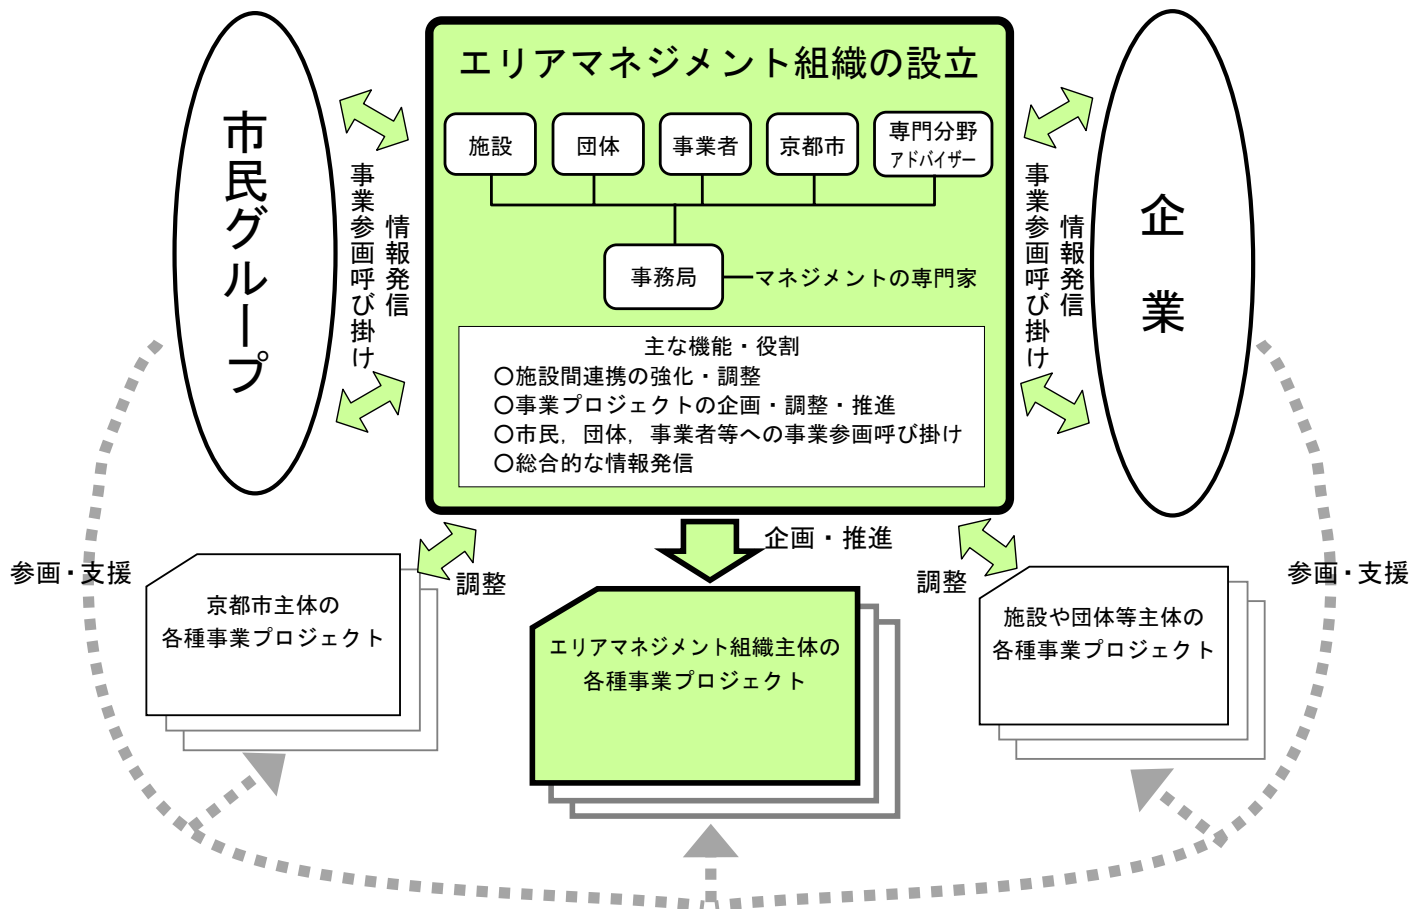 エリアマネジメント組織の設立
施設
団体
事業者
京都市
専門分野
アドバイザー
事務局
マネジメントの専門家
主な機能・役割
○施設間連携の強化・調整
○事業プロジェクトの企画・調整・推進
○市民，団体，事業者等への事業参画呼び掛け
○総合的な情報発信
市民グループ
情報発信
事業参画呼び掛け
企業
情報発信
事業参画呼び掛け
企画・推進
調整
調整
参画・支援
参画・支援
京都市主体の
各種事業プロジェクト
エリアマネジメント組織主体の
各種事業プロジェクト
施設や団体等主体の
各種事業プロジェクト